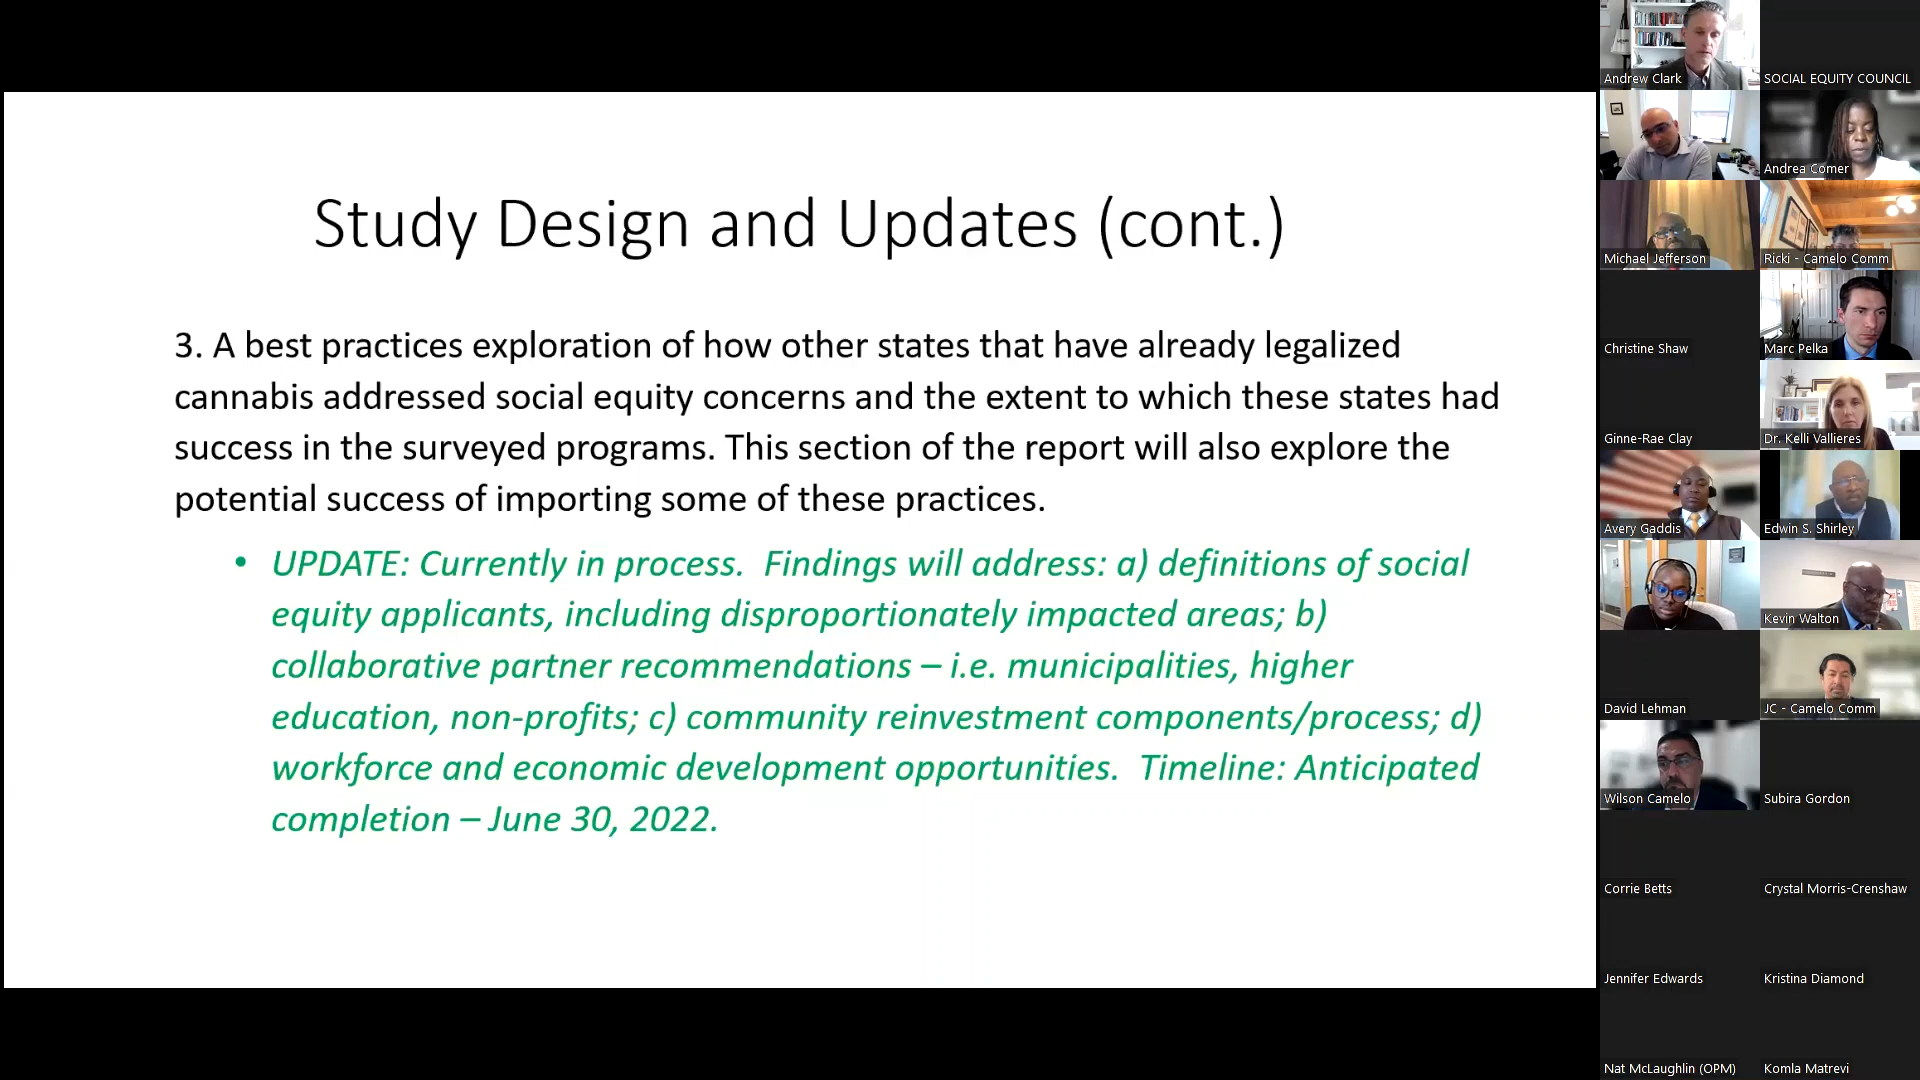 Study Design and Updates (cont.)
3. A best practices exploration of how other states that have already legalized
cannabis addressed social equity concerns and the extent to which these states had
success in the surveyed programs. This section of the report will also explore the
potential success of importing some of these practices.
• UPDATE: Currently in process.  Findings will address: a) definitions of social
equity applicants, including disproportionately impacted areas; b)
collaborative partner recommendations – i.e. municipalities, higher
education, non-profits; c) community reinvestment components/process; d)
workforce and economic development opportunities.  Timeline: Anticipated
completion – June 30, 2022.
Andrew Clark
SOCIAL EQUITY COUNCIL
Andrea Comer
Michael Jefferson
Ricki - Camelo Comm
Christine Shaw
Marc Pelka
Ginne-Rae Clay
Dr. Kelli Vallieres
Avery Gaddis
Edwin S. Shirley
Kevin Walton
David Lehman
JC - Camelo Comm
Wilson Camelo
Subira Gordon
Corrie Betts
Crystal Morris-Crenshaw
Jennifer Edwards
Kristina Diamond
Nat McLaughlin (OPM)
Komla Matrevi